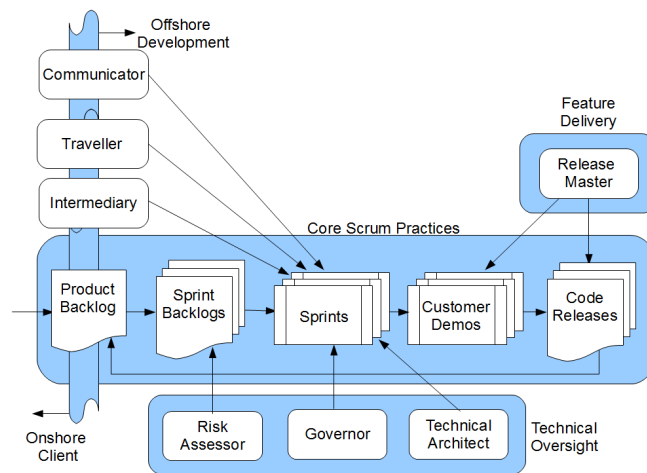 Offshore
Development
Communicator
Traveller
Intermediary
Feature
Delivery
Release
Master
Core Scrum Practices
Product
Backlog
Sprint
Backlogs
Sprints
Customer
Demos
Code
Releases
Onshore
Client
Risk
Assessor
Governor
Technical
Architect
Technical
Oversight